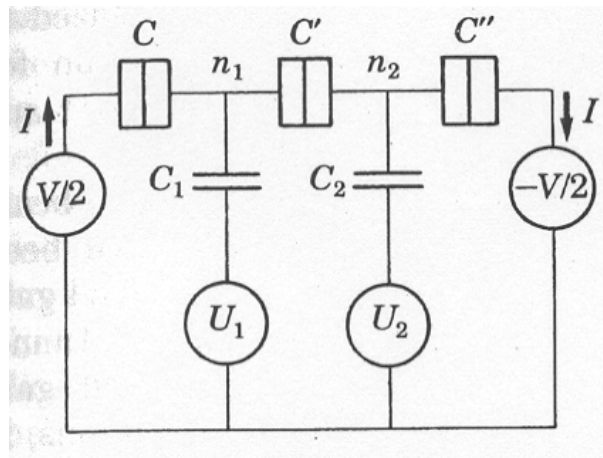 C C′ C″
n₁ n₂
I I
V/2 C₁ C₂ −V/2
U₁ U₂